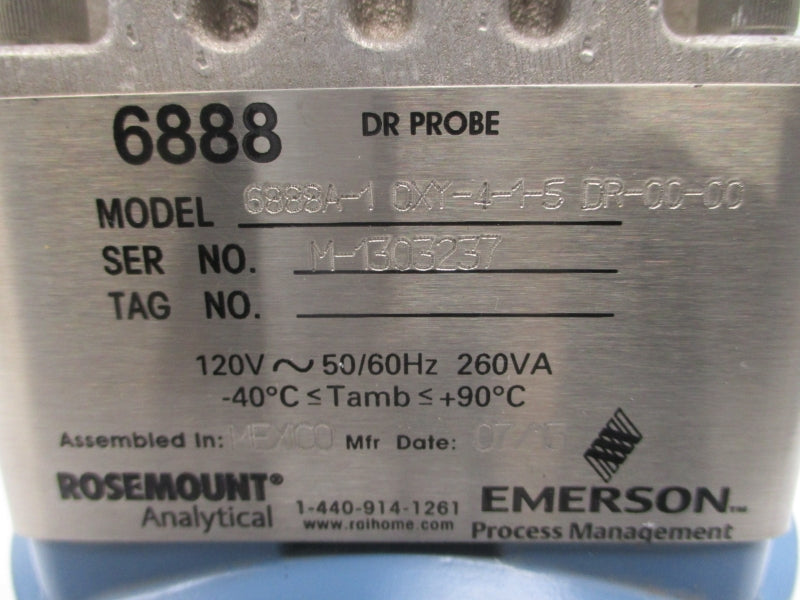 6888 DR PROBE
MODEL 6888A-1 OXY-4-1-5 DR-00-00
SER NO. M-1303237
TAG NO.
120V ~ 50/60Hz 260VA
-40°C ≤ Tamb ≤ +90°C
Assembled In: MEXICO Mfr Date: 07/15
ROSEMOUNT® Analytical
1-440-914-1261
www.raihome.com
EMERSON™
Process Management